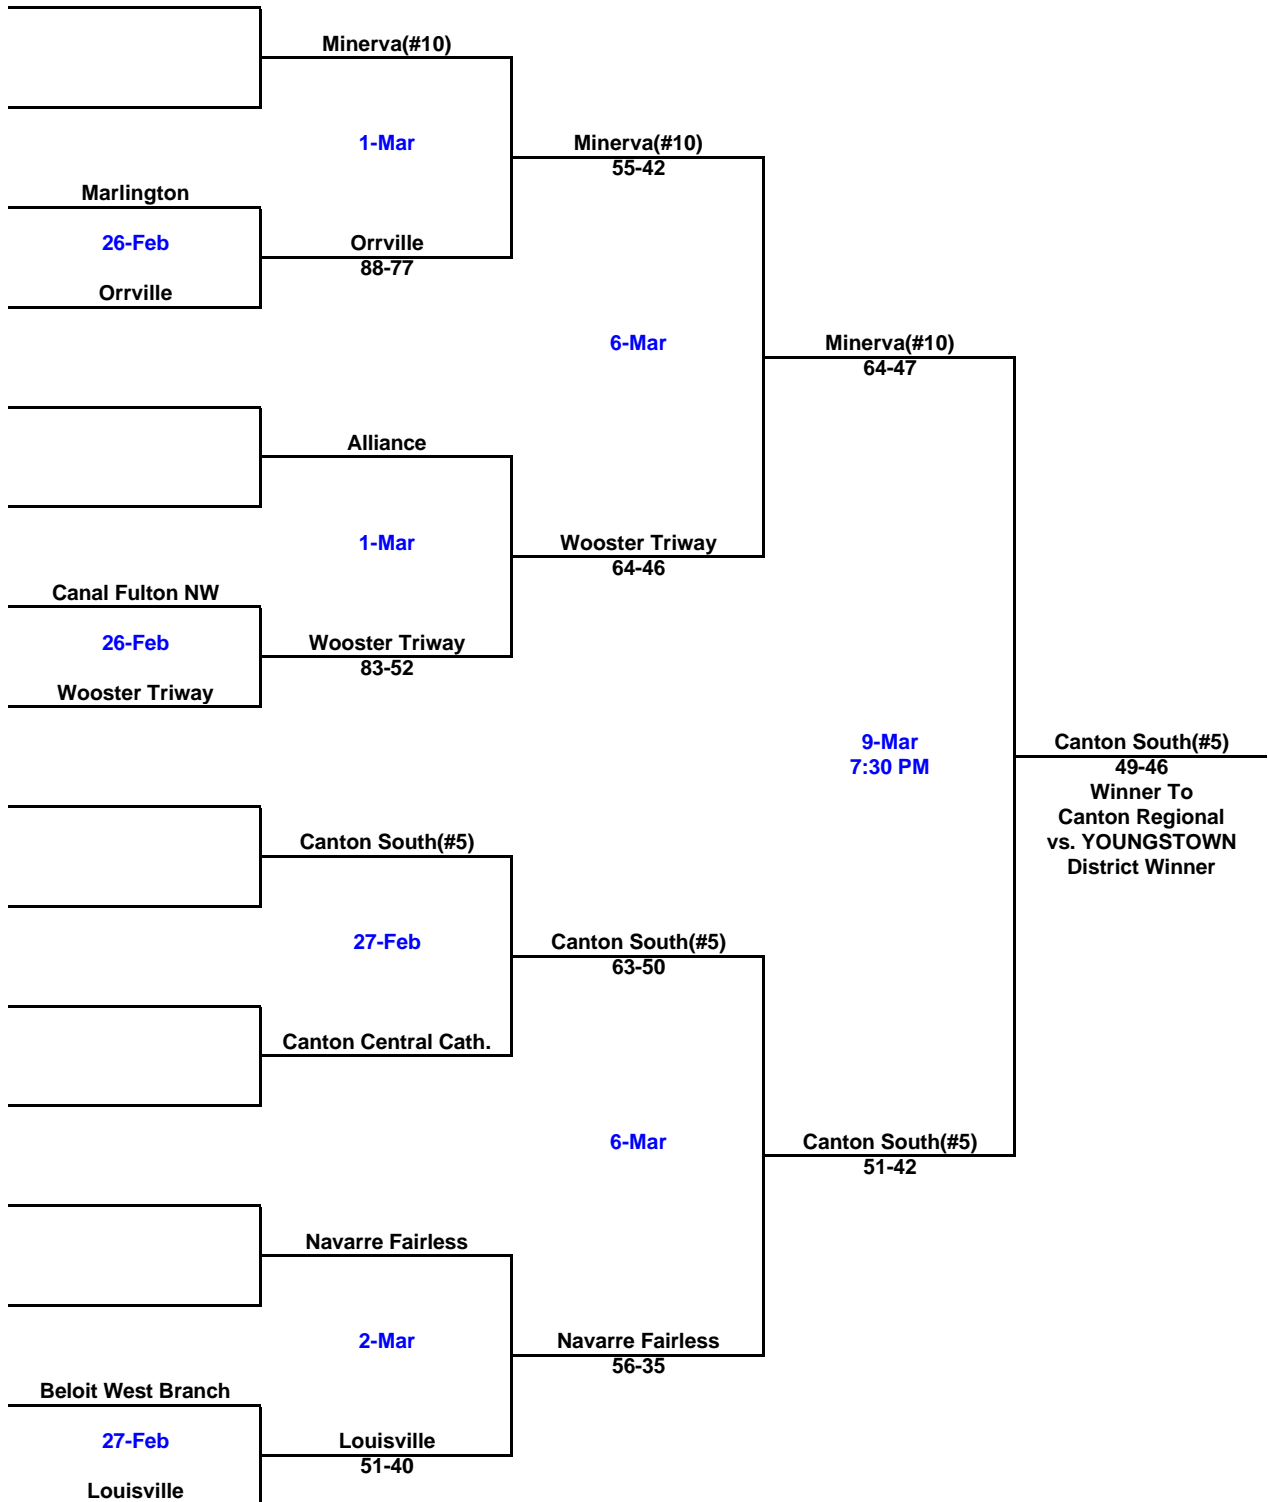 Minerva(#10)
1-Mar
Minerva(#10)
55-42
Marlington
26-Feb
Orrville
88-77
Orrville
6-Mar
Minerva(#10)
64-47
Alliance
1-Mar
Wooster Triway
64-46
Canal Fulton NW
26-Feb
Wooster Triway
83-52
Wooster Triway
9-Mar
7:30 PM
Canton South(#5)
49-46
Winner To
Canton Regional
vs. YOUNGSTOWN
District Winner
Canton South(#5)
27-Feb
Canton South(#5)
63-50
Canton Central Cath.
6-Mar
Canton South(#5)
51-42
Navarre Fairless
2-Mar
Navarre Fairless
56-35
Beloit West Branch
27-Feb
Louisville
51-40
Louisville